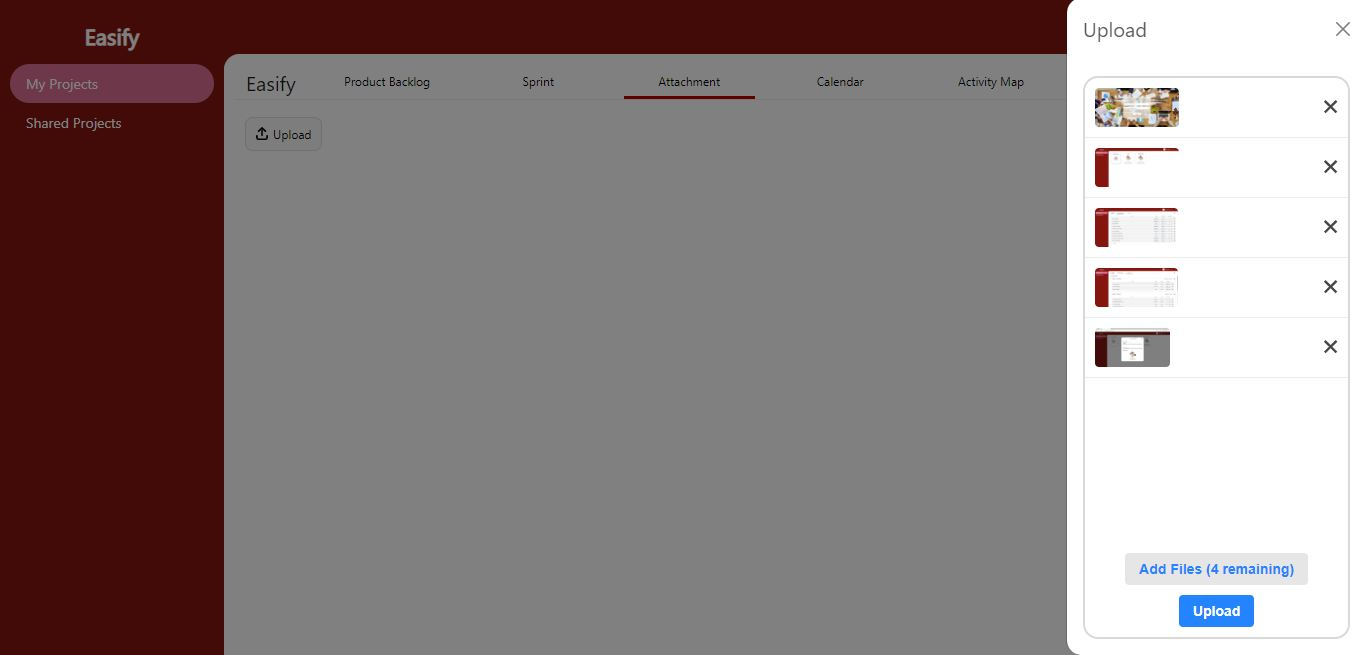 Easify
My Projects
Shared Projects
Easify
Product Backlog
Sprint
Attachment
Calendar
Activity Map
Upload
Upload
Add Files (4 remaining)
Upload